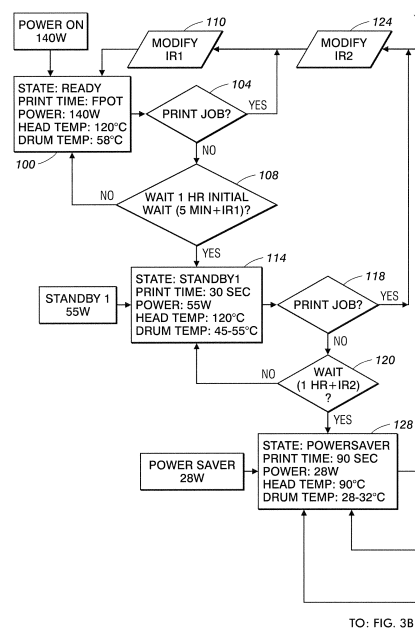 POWER ON
140W
110
MODIFY
IR1
124
MODIFY
IR2
STATE: READY
PRINT TIME: FPOT
POWER: 140W
HEAD TEMP: 120°C
DRUM TEMP: 58°C
100
104
PRINT JOB?
YES
NO
108
WAIT 1 HR INITIAL
WAIT (5 MIN+IR1)?
NO
YES
114
STATE: STANDBY1
PRINT TIME: 30 SEC
POWER: 55W
HEAD TEMP: 120°C
DRUM TEMP: 45-55°C
STANDBY 1
55W
118
PRINT JOB?
YES
NO
120
WAIT
(1 HR+IR2)
?
NO
YES
128
STATE: POWERSAVER
PRINT TIME: 90 SEC
POWER: 28W
HEAD TEMP: 90°C
DRUM TEMP: 28-32°C
POWER SAVER
28W
TO: FIG. 3B